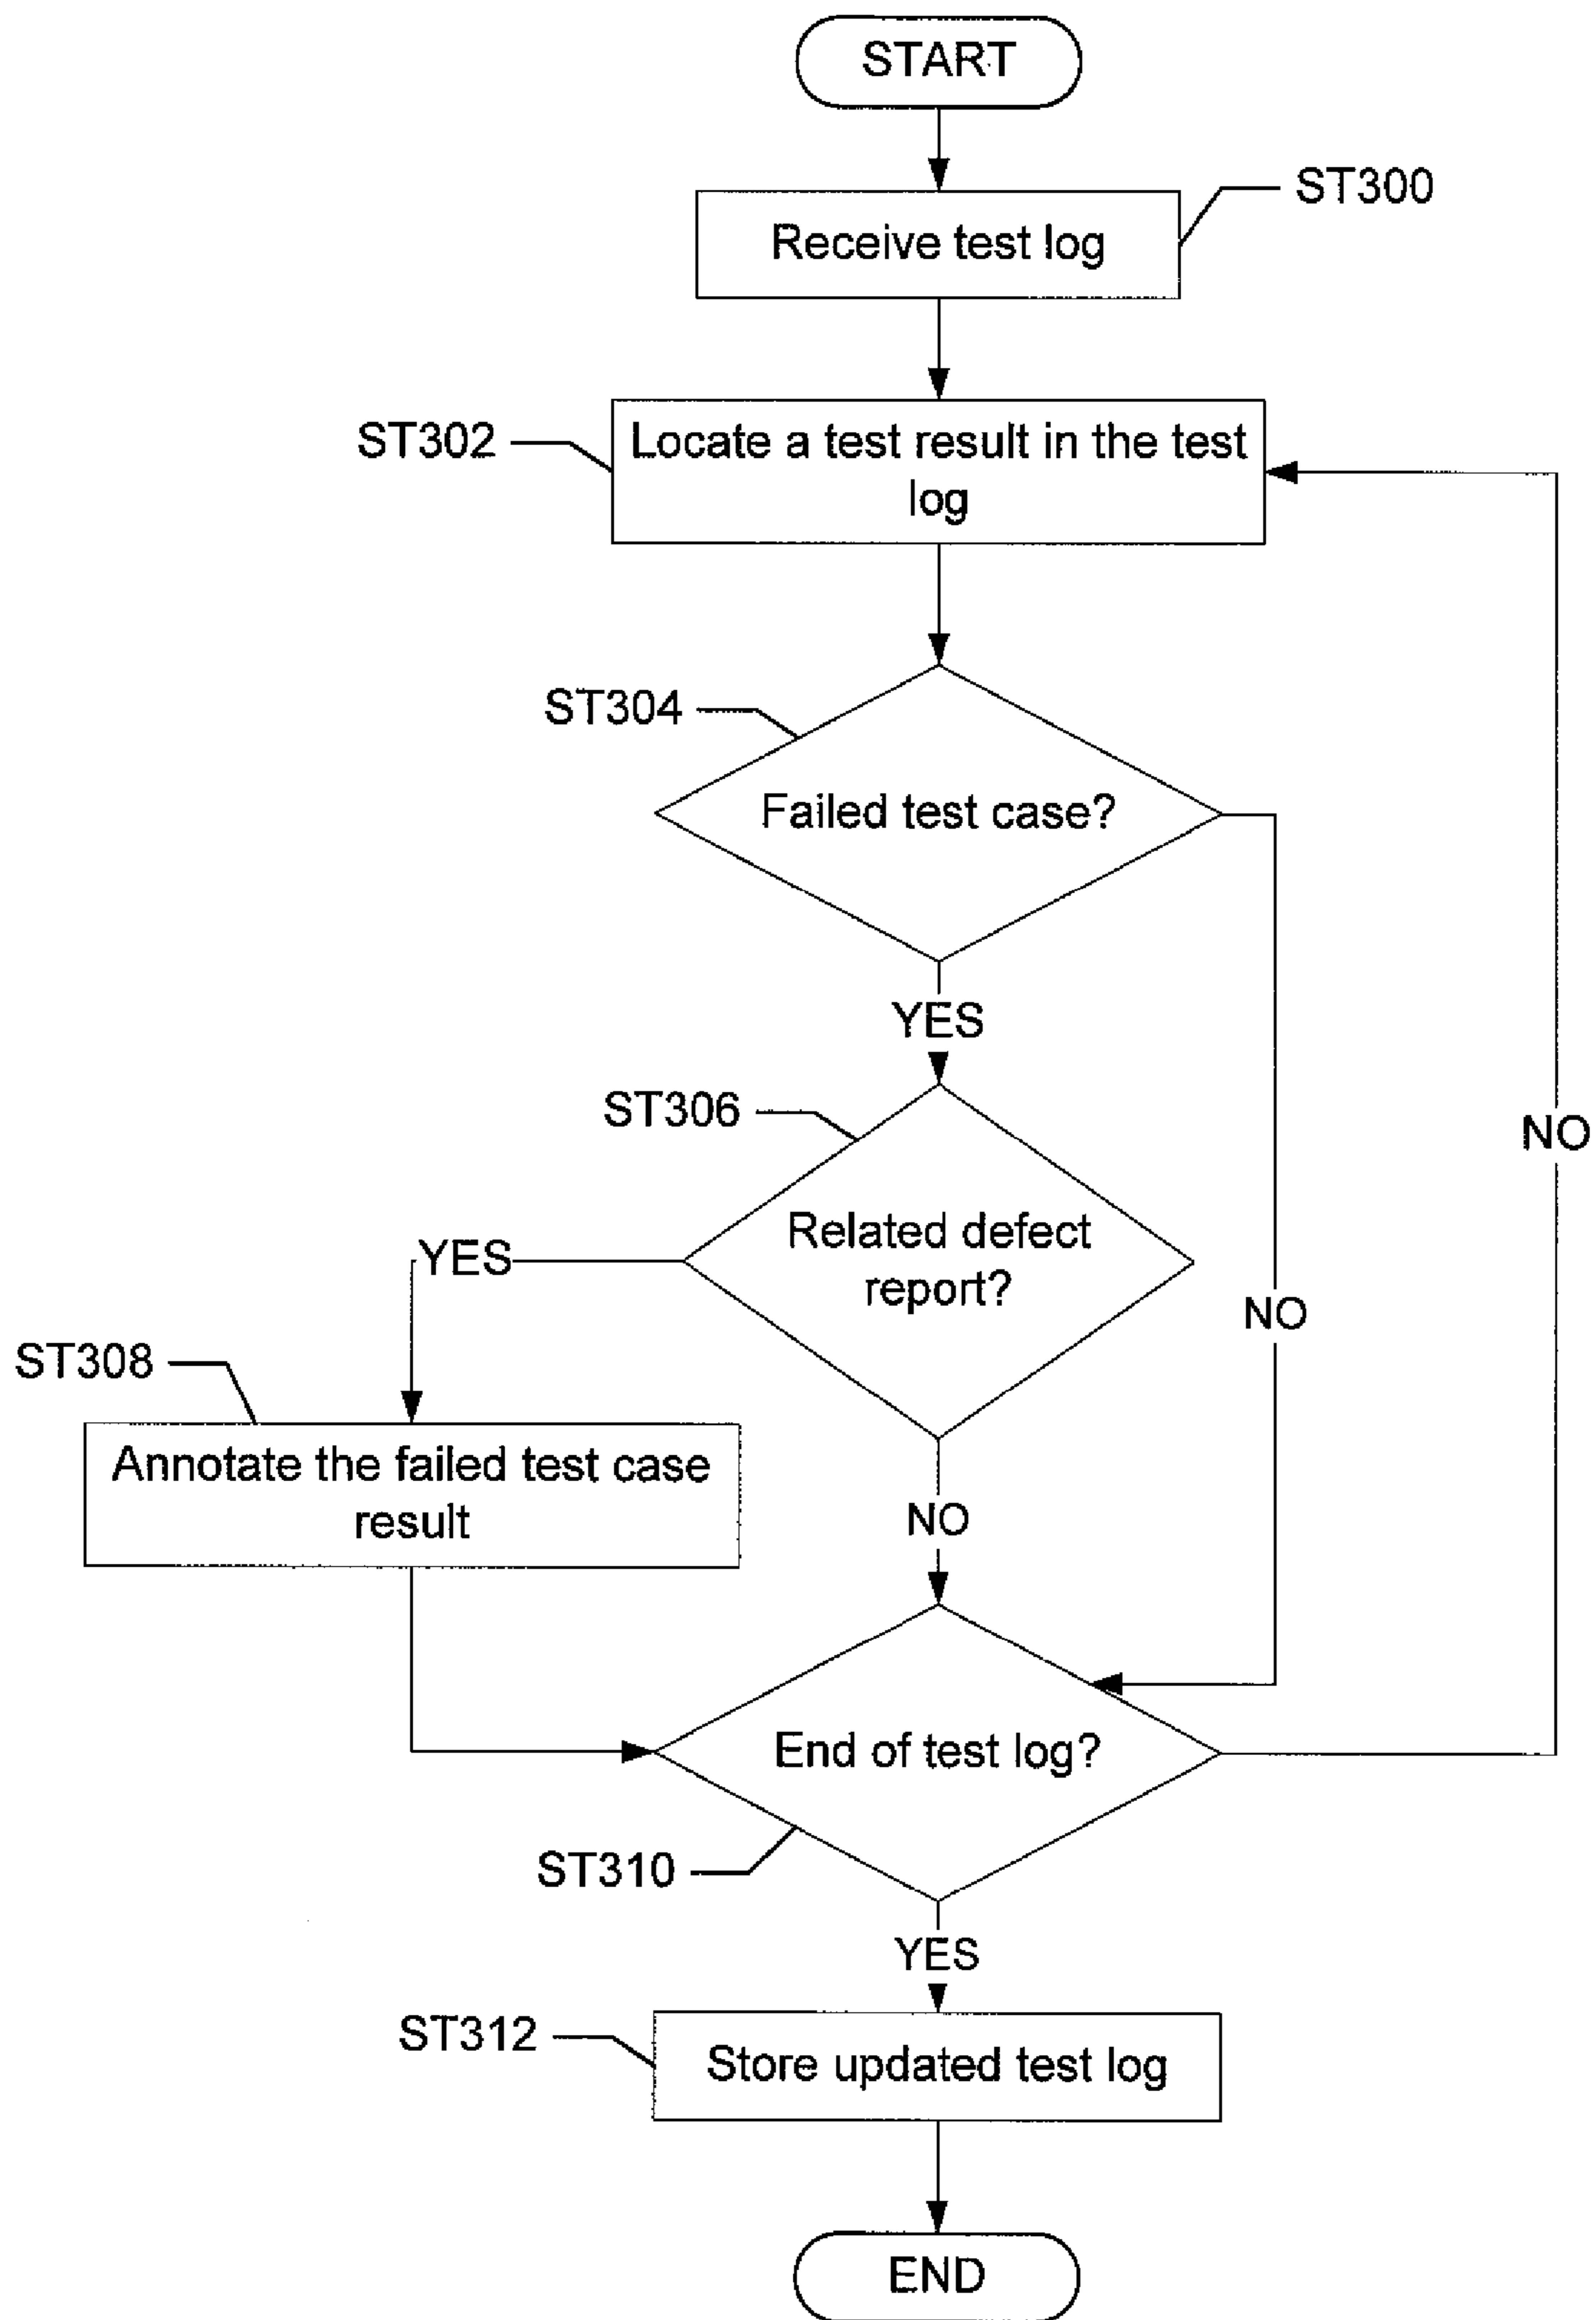 START
ST300
Receive test log
ST302
Locate a test result in the test
log
ST304
Failed test case?
YES
ST306
NO
Related defect
report?
YES
NO
ST308
Annotate the failed test case
result
NO
End of test log?
ST310
YES
ST312
Store updated test log
END